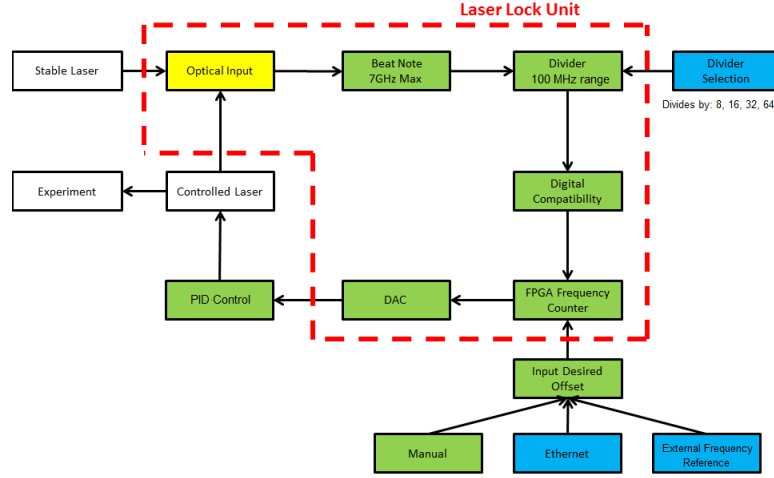 Laser Lock Unit
Stable Laser
Optical Input
Beat Note
7GHz Max
Divider
100 MHz range
Divider
Selection
Divides by: 8, 16, 32, 64
Experiment
Controlled Laser
Digital
Compatibility
PID Control
DAC
FPGA Frequency
Counter
Input Desired
Offset
Manual
Ethernet
External Frequency
Reference